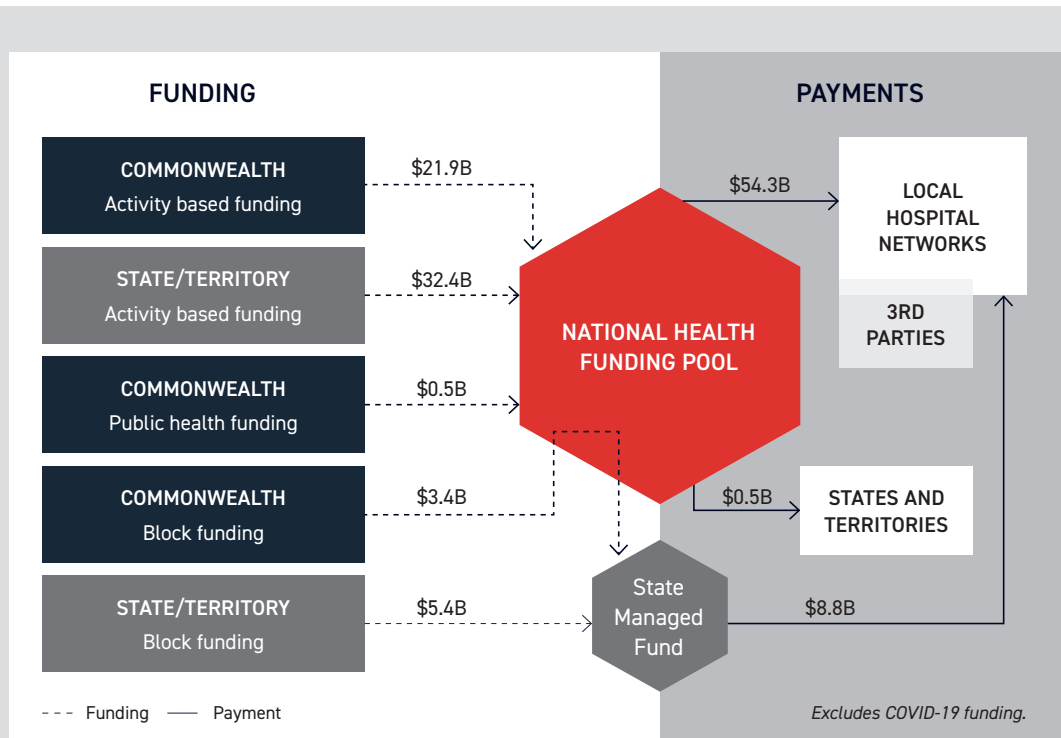 FUNDING
PAYMENTS
COMMONWEALTH
Activity based funding
$21.9B
$54.3B
LOCAL
HOSPITAL
NETWORKS
STATE/TERRITORY
Activity based funding
$32.4B
3RD
PARTIES
NATIONAL HEALTH
FUNDING POOL
COMMONWEALTH
Public health funding
$0.5B
COMMONWEALTH
Block funding
$3.4B
$0.5B
STATES AND
TERRITORIES
STATE/TERRITORY
Block funding
$5.4B
State
Managed
Fund
$8.8B
Funding
Payment
Excludes COVID-19 funding.